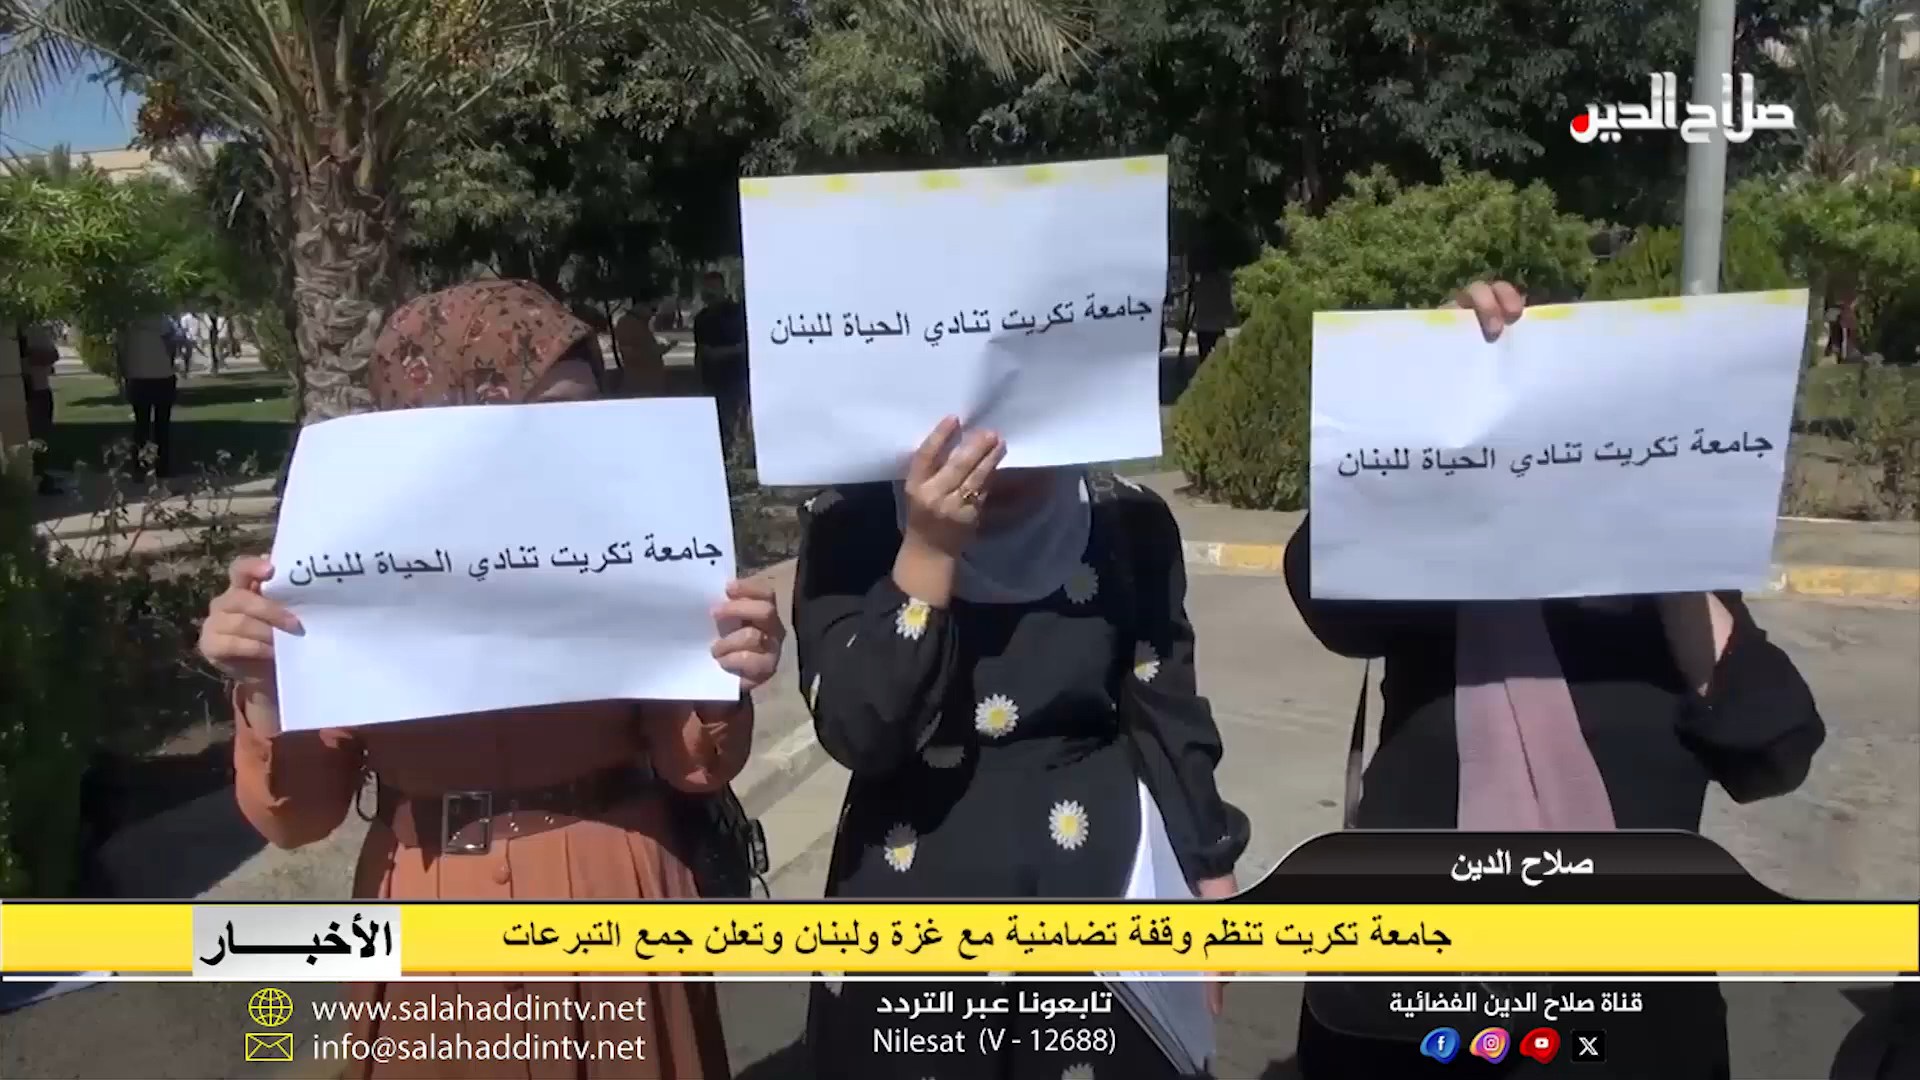 صلاح الدين
جامعة تكريت تنادي الحياة للبنان
جامعة تكريت تنادي الحياة للبنان
جامعة تكريت تنادي الحياة للبنان
صلاح الدين
جامعة تكريت تنظم وقفة تضامنية مع غزة ولبنان وتعلن جمع التبرعات
الأخبـــار
قناة صلاح الدين الفضائية
تابعونا عبر التردد
Nilesat (V - 12688)
www.salahaddintv.net
info@salahaddintv.net